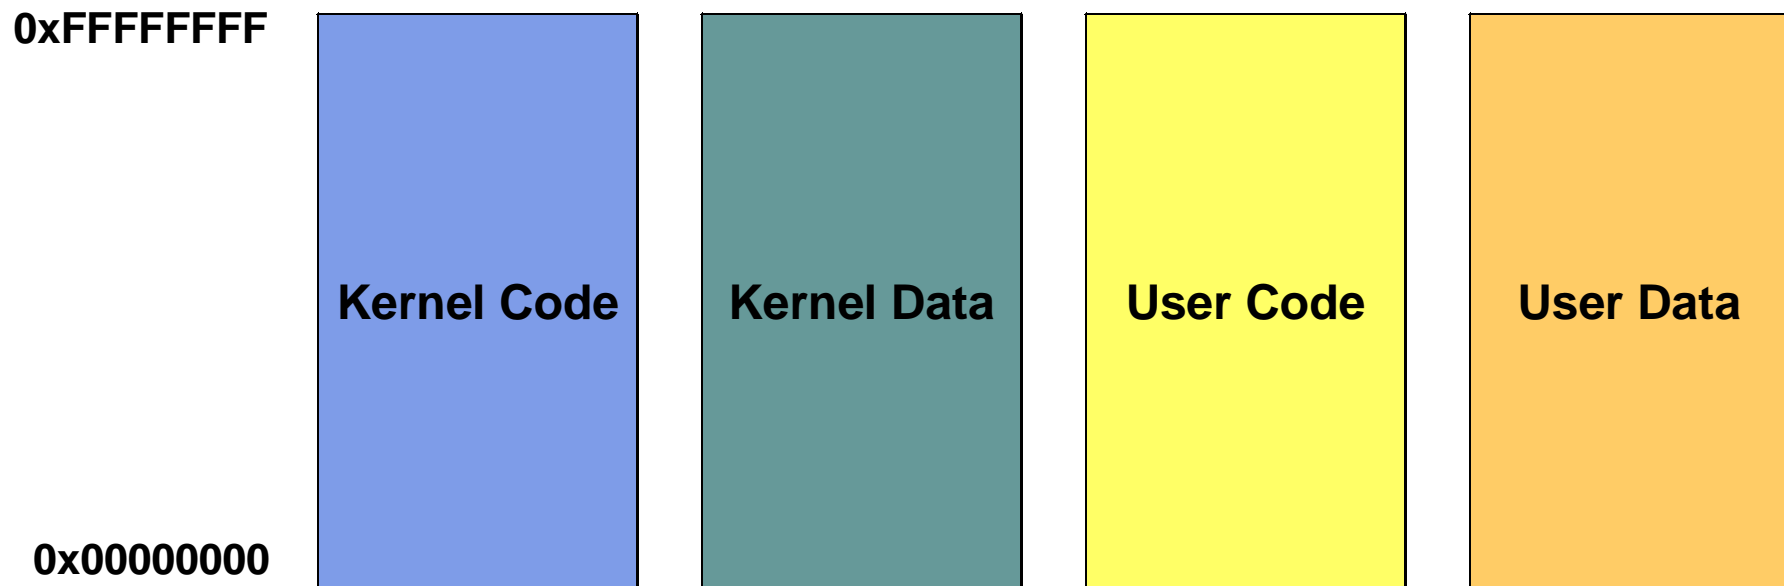 0xFFFFFFFF
Kernel Code
Kernel Data
User Code
User Data
0x00000000